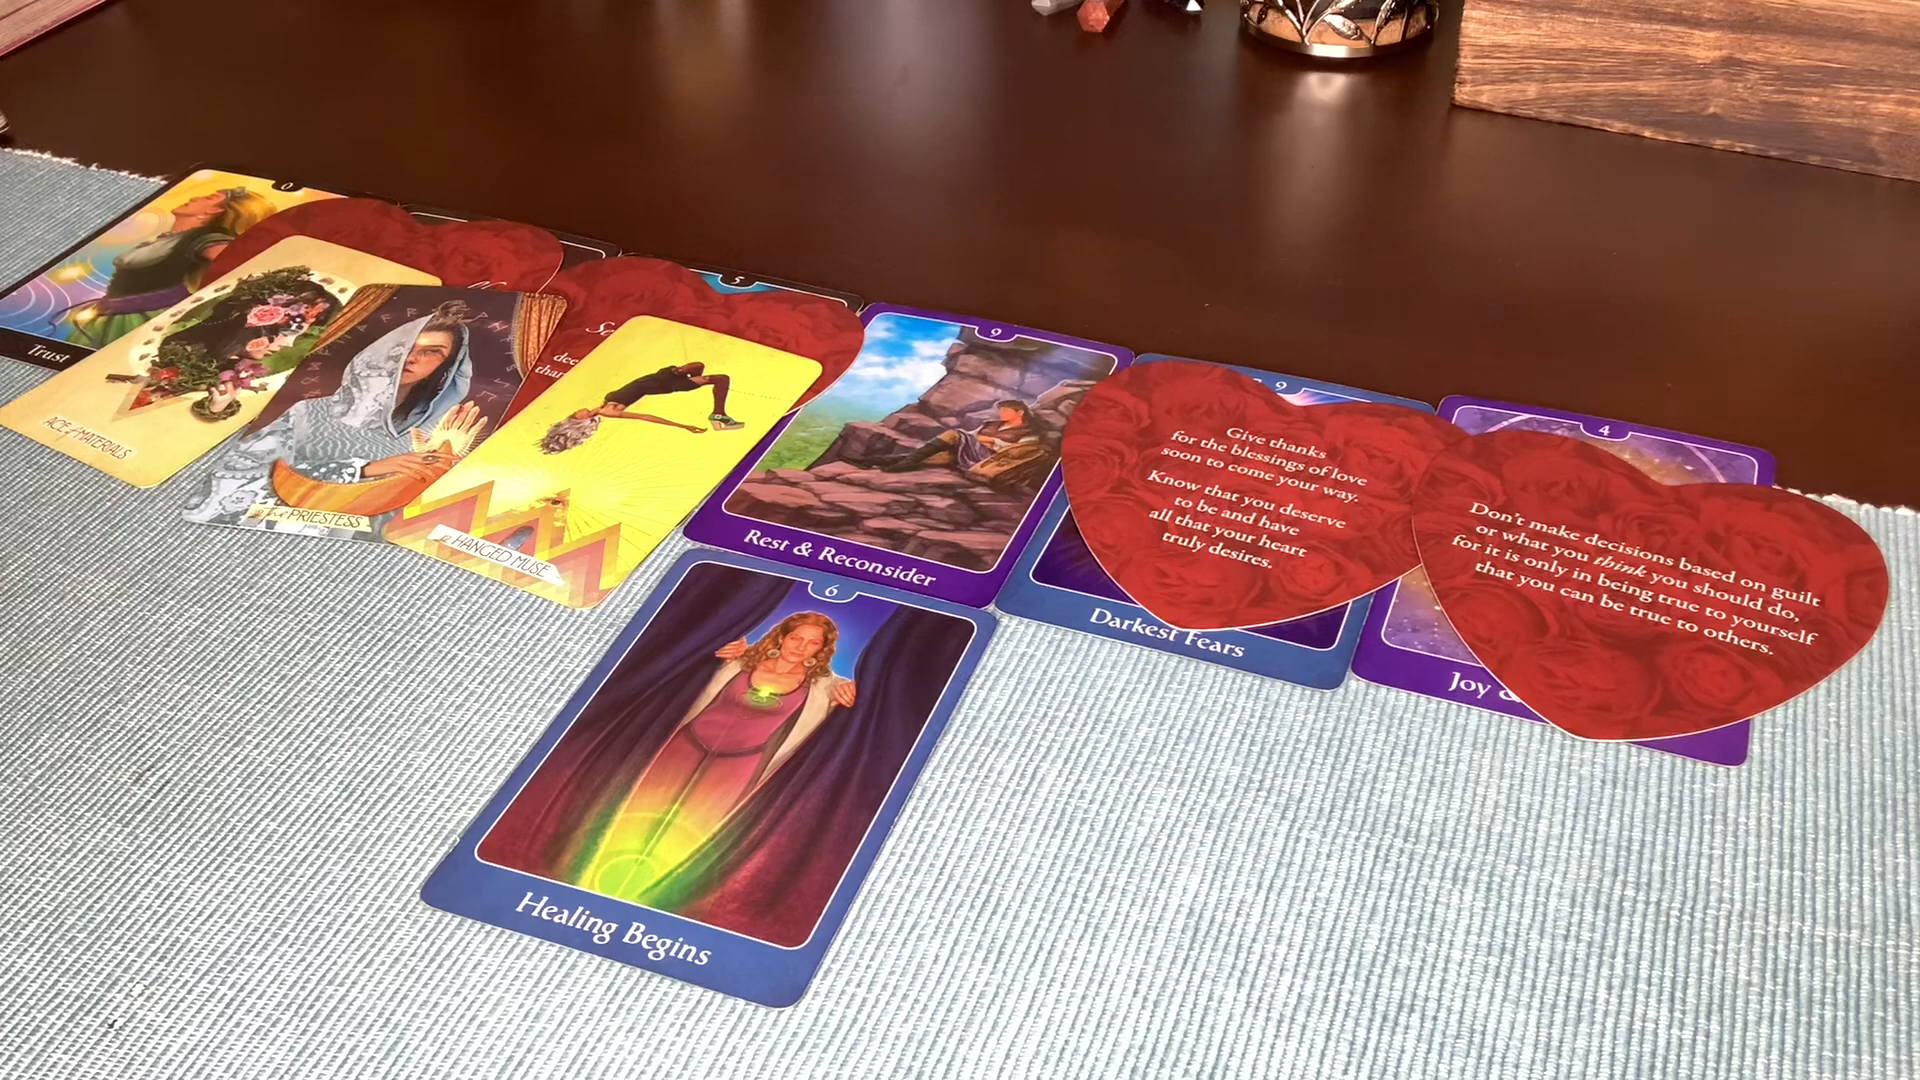 0
Trust
ACE of MATERIALS
PRIESTESS
5
HANGED MUSE
9
Rest & Reconsider
6
Healing Begins
9
Give thanks
for the blessings of love
soon to come your way.
Know that you deserve
to be and have
all that your heart
truly desires.
Darkest Fears
4
Don't make decisions based on guilt
or what you think you should do,
for it is only in being true to yourself
that you can be true to others.
Joy &